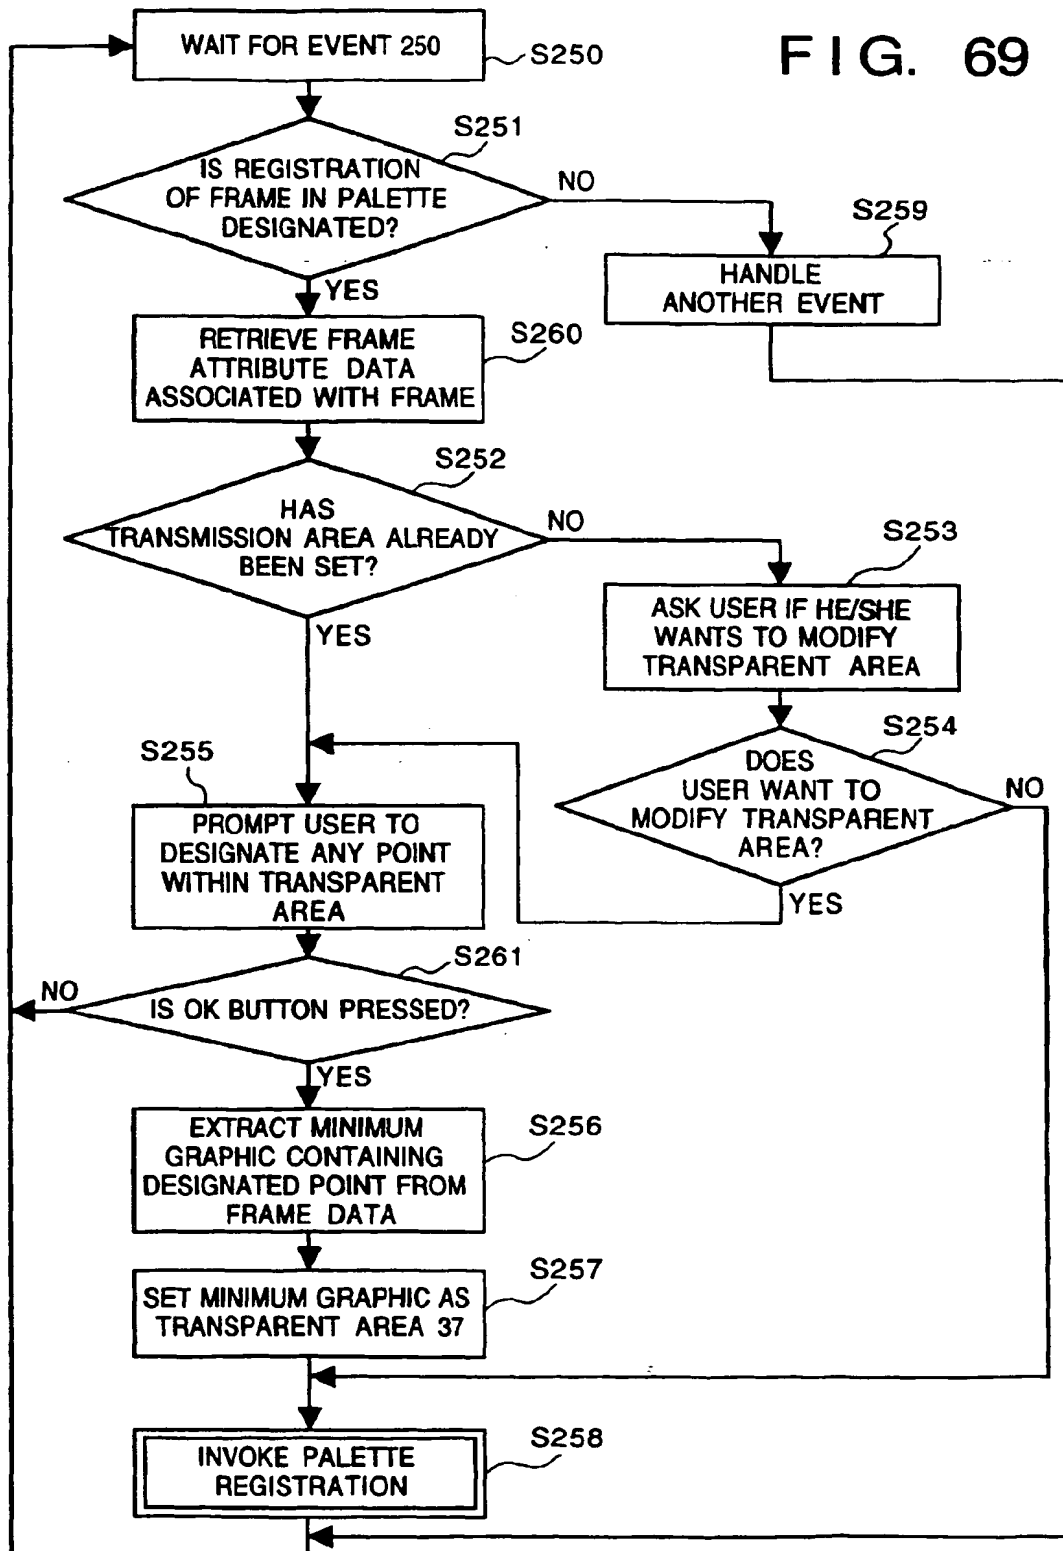 FIG. 69
WAIT FOR EVENT 250
S250
S251
IS REGISTRATION
OF FRAME IN PALETTE
DESIGNATED?
NO
YES
S259
HANDLE
ANOTHER EVENT
S260
RETRIEVE FRAME
ATTRIBUTE DATA
ASSOCIATED WITH FRAME
S252
HAS
TRANSMISSION AREA ALREADY
BEEN SET?
NO
YES
S253
ASK USER IF HE/SHE
WANTS TO MODIFY
TRANSPARENT AREA
S254
DOES
USER WANT TO
MODIFY TRANSPARENT
AREA?
NO
YES
S255
PROMPT USER TO
DESIGNATE ANY POINT
WITHIN TRANSPARENT
AREA
S261
IS OK BUTTON PRESSED?
NO
YES
S256
EXTRACT MINIMUM
GRAPHIC CONTAINING
DESIGNATED POINT FROM
FRAME DATA
S257
SET MINIMUM GRAPHIC AS
TRANSPARENT AREA 37
S258
INVOKE PALETTE
REGISTRATION